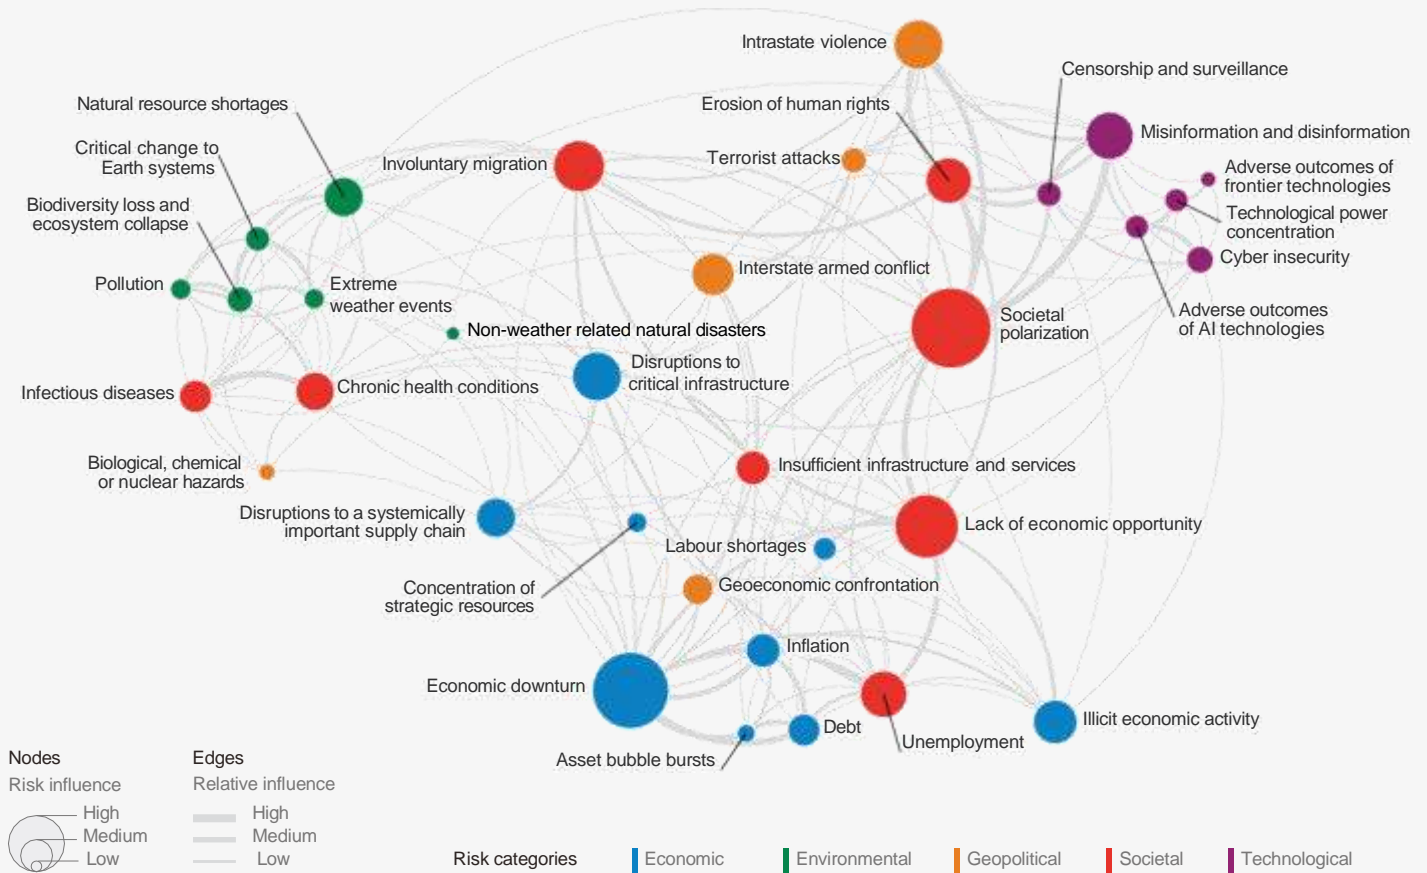 Intrastate violence
Censorship and surveillance
Natural resource shortages
Erosion of human rights
Misinformation and disinformation
Critical change to
Earth systems
Involuntary migration
Terrorist attacks
Adverse outcomes of
frontier technologies
Biodiversity loss and
ecosystem collapse
Technological power
concentration
Cyber insecurity
Interstate armed conflict
Pollution
Extreme
weather events
Adverse outcomes
of AI technologies
Societal
polarization
Non-weather related natural disasters
Disruptions to
critical infrastructure
Infectious diseases
Chronic health conditions
Biological, chemical
or nuclear hazards
Insufficient infrastructure and services
Disruptions to a systemically
important supply chain
Lack of economic opportunity
Labour shortages
Concentration of
strategic resources
Geoeconomic confrontation
Inflation
Economic downturn
Illicit economic activity
Debt
Unemployment
Asset bubble bursts
Nodes
Risk influence
High
Medium
Low
Edges
Relative influence
High
Medium
Low
Risk categories
Economic
Environmental
Geopolitical
Societal
Technological